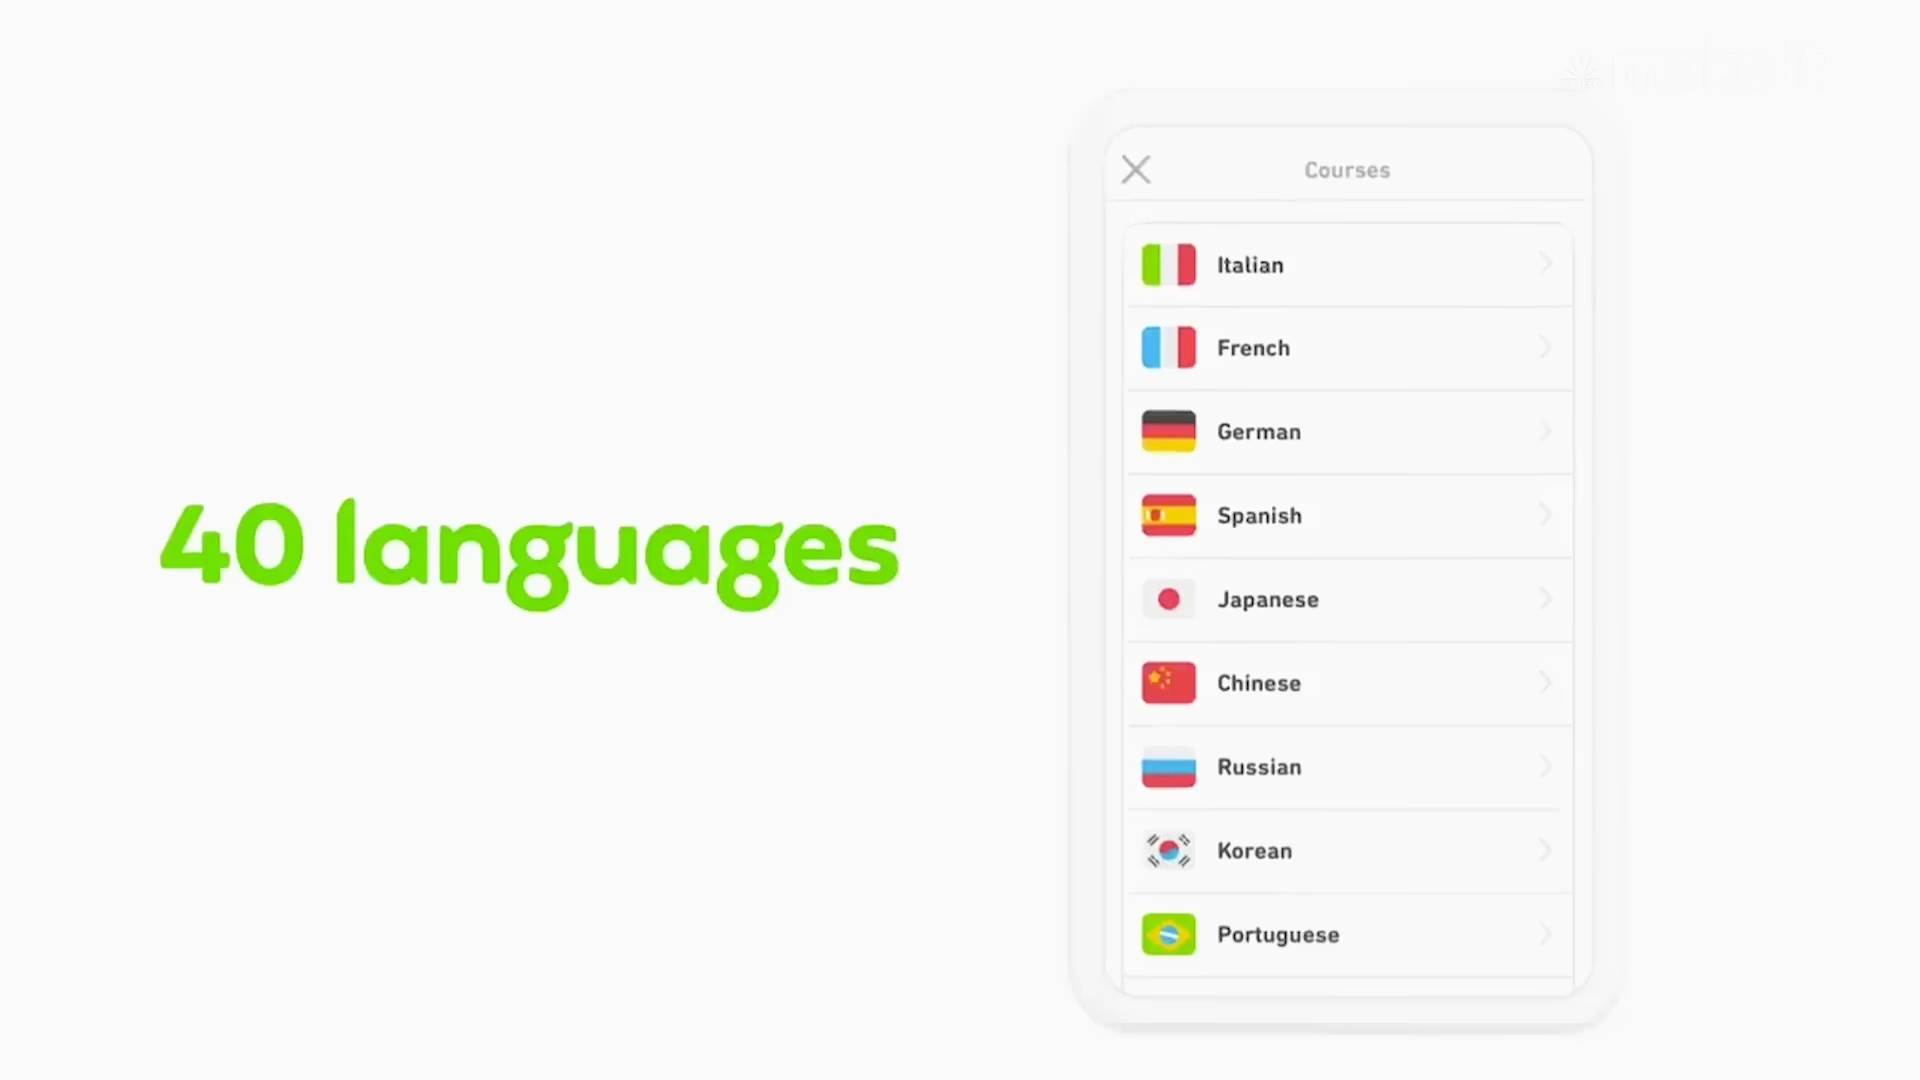 40 languages
Courses
Italian
French
German
Spanish
Japanese
Chinese
Russian
Korean
Portuguese